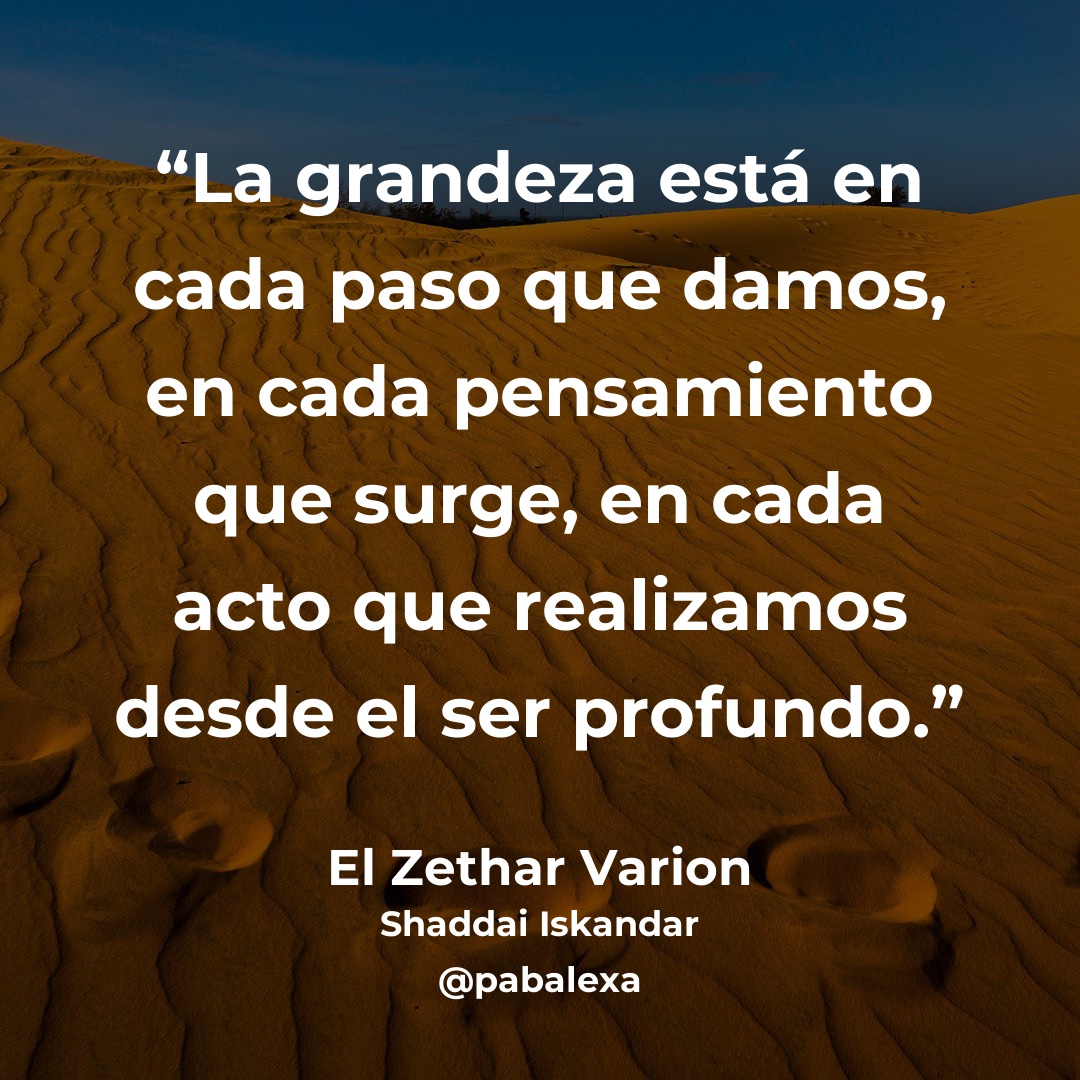 “La grandeza está en
cada paso que damos,
en cada pensamiento
que surge, en cada
acto que realizamos
desde el ser profundo.”
El Zethar Varion
Shaddai Iskandar
@pabalexa